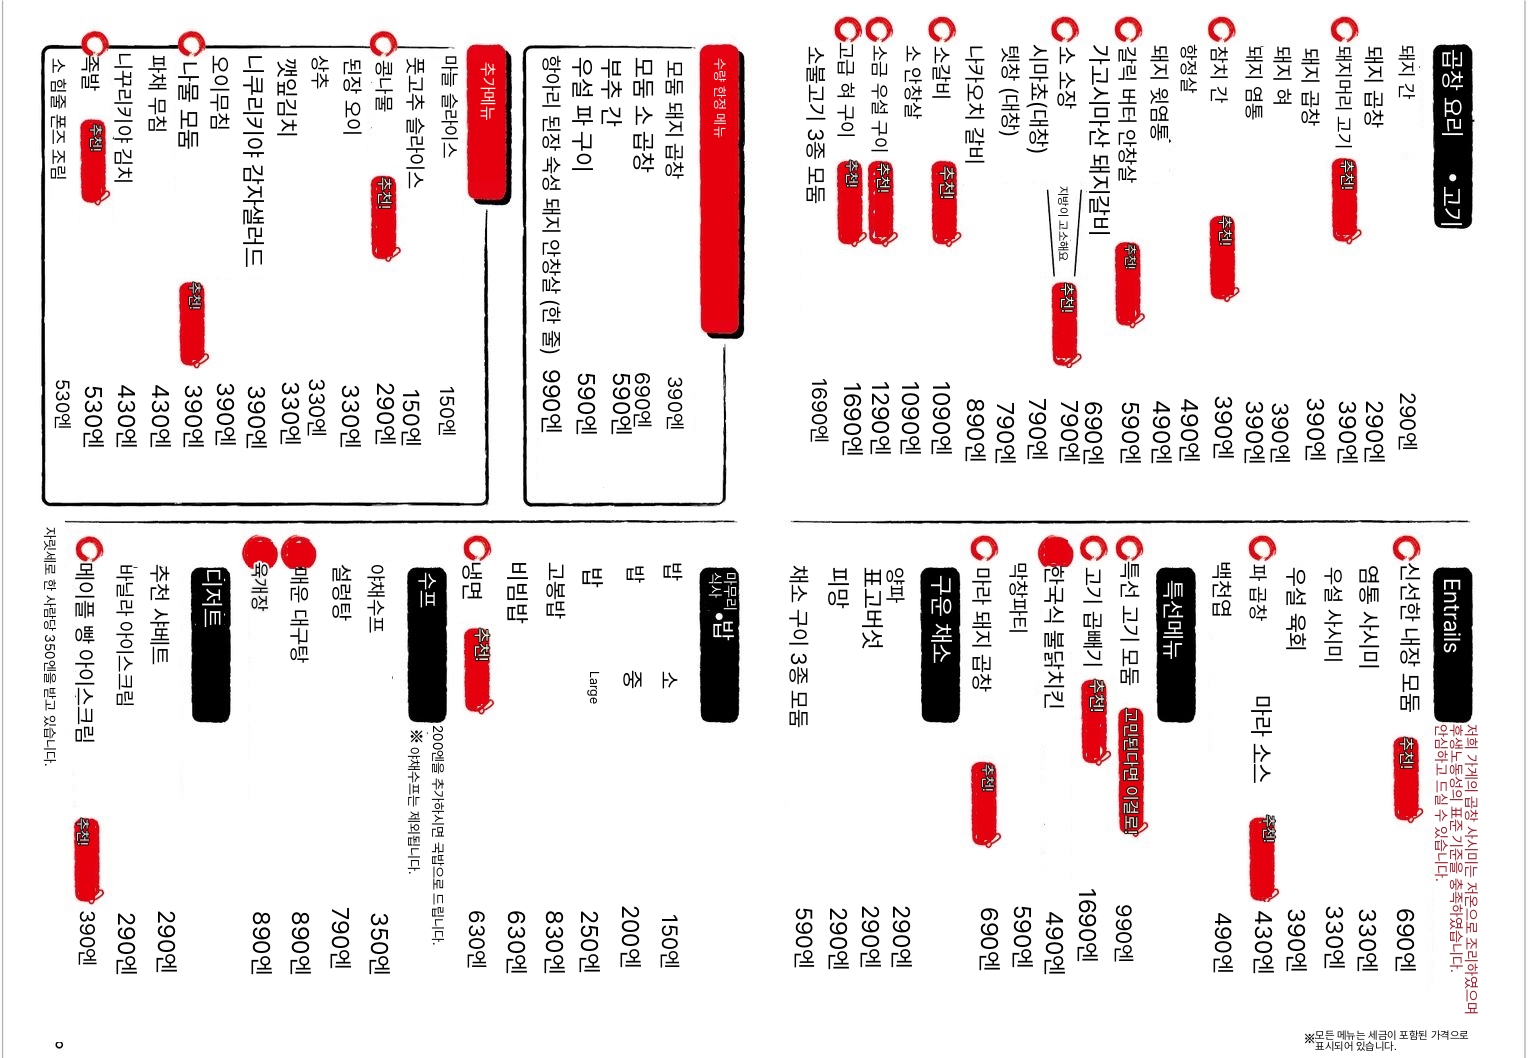 곱창 요리 • 고기
돼지 간 290엔
돼지 곱창 290엔
돼지머리 고기 추천! 390엔
돼지 곱창 390엔
돼지 혀 390엔
돼지 염통 390엔
참치 간 추천! 390엔
항정살 490엔
돼지 윗염통 490엔
갈릭 버터 안창살 추천! 590엔
가고시마산 돼지갈비 690엔
소 소장 지방이 고소해요 추천! 790엔
시마쵸(대창) 790엔
텟창 (대창) 790엔
나카오치 갈비 890엔
소갈비 추천! 1090엔
소 안창살 1090엔
소금 우설 구이 추천! 1290엔
고급 혀 구이 추천! 1690엔
소불고기 3종 모둠 1690엔
수량 한정 메뉴
모둠 돼지 곱창 390엔
모둠 소 곱창 690엔
부추 간 590엔
우설 파 구이 590엔
항아리 된장 숙성 돼지 안창살 (한 줄) 990엔
추가메뉴
마늘 슬라이스 150엔
풋고추 슬라이스 150엔
콩나물 추천! 290엔
된장 오이 330엔
상추 330엔
깻잎김치 330엔
니쿠리키야 감자샐러드 390엔
오이무침 390엔
나물 모둠 추천! 390엔
파채 무침 430엔
니꾸리키야 김치 430엔
족발 추천! 530엔
소 힘줄 폰즈 조림 530엔
Entrails
저희 가게의 곱창 사시미는 저온으로 조리하였으며
후생노동성의 표준 기준을 충족하였습니다.
안심하고 드실 수 있습니다.
신선한 내장 모둠 추천! 690엔
염통 사시미 330엔
우설 사시미 330엔
우설 육회 390엔
파 곱창 마라 소스 추천! 430엔
백천엽 490엔
특선메뉴
특선 고기 모둠 고민된다면 이걸로! 990엔
고기 곱빼기 추천! 1690엔
한국식 불닭치킨 490엔
막창파티 590엔
마라 돼지 곱창 추천! 690엔
구운 채소
양파 290엔
표고버섯 290엔
피망 290엔
채소 구이 3종 모둠 590엔
마무리 식사 • 밥
밥 소 150엔
밥 중 200엔
밥 Large 250엔
고봉밥 830엔
비빔밥 630엔
냉면 추천! 630엔
수프
200엔을 추가하시면 국밥으로 드립니다.
※ 야채수프는 제외됩니다.
야채수프 350엔
설렁탕 790엔
매운 대구탕 890엔
육개장 890엔
디저트
추천 샤베트 290엔
바닐라 아이스크림 290엔
메이플 빵 아이스크림 추천! 390엔
자릿세로 한 사람당 350엔을 받고 있습니다.
※모든 메뉴는 세금이 포함된 가격으로
표시되어 있습니다.